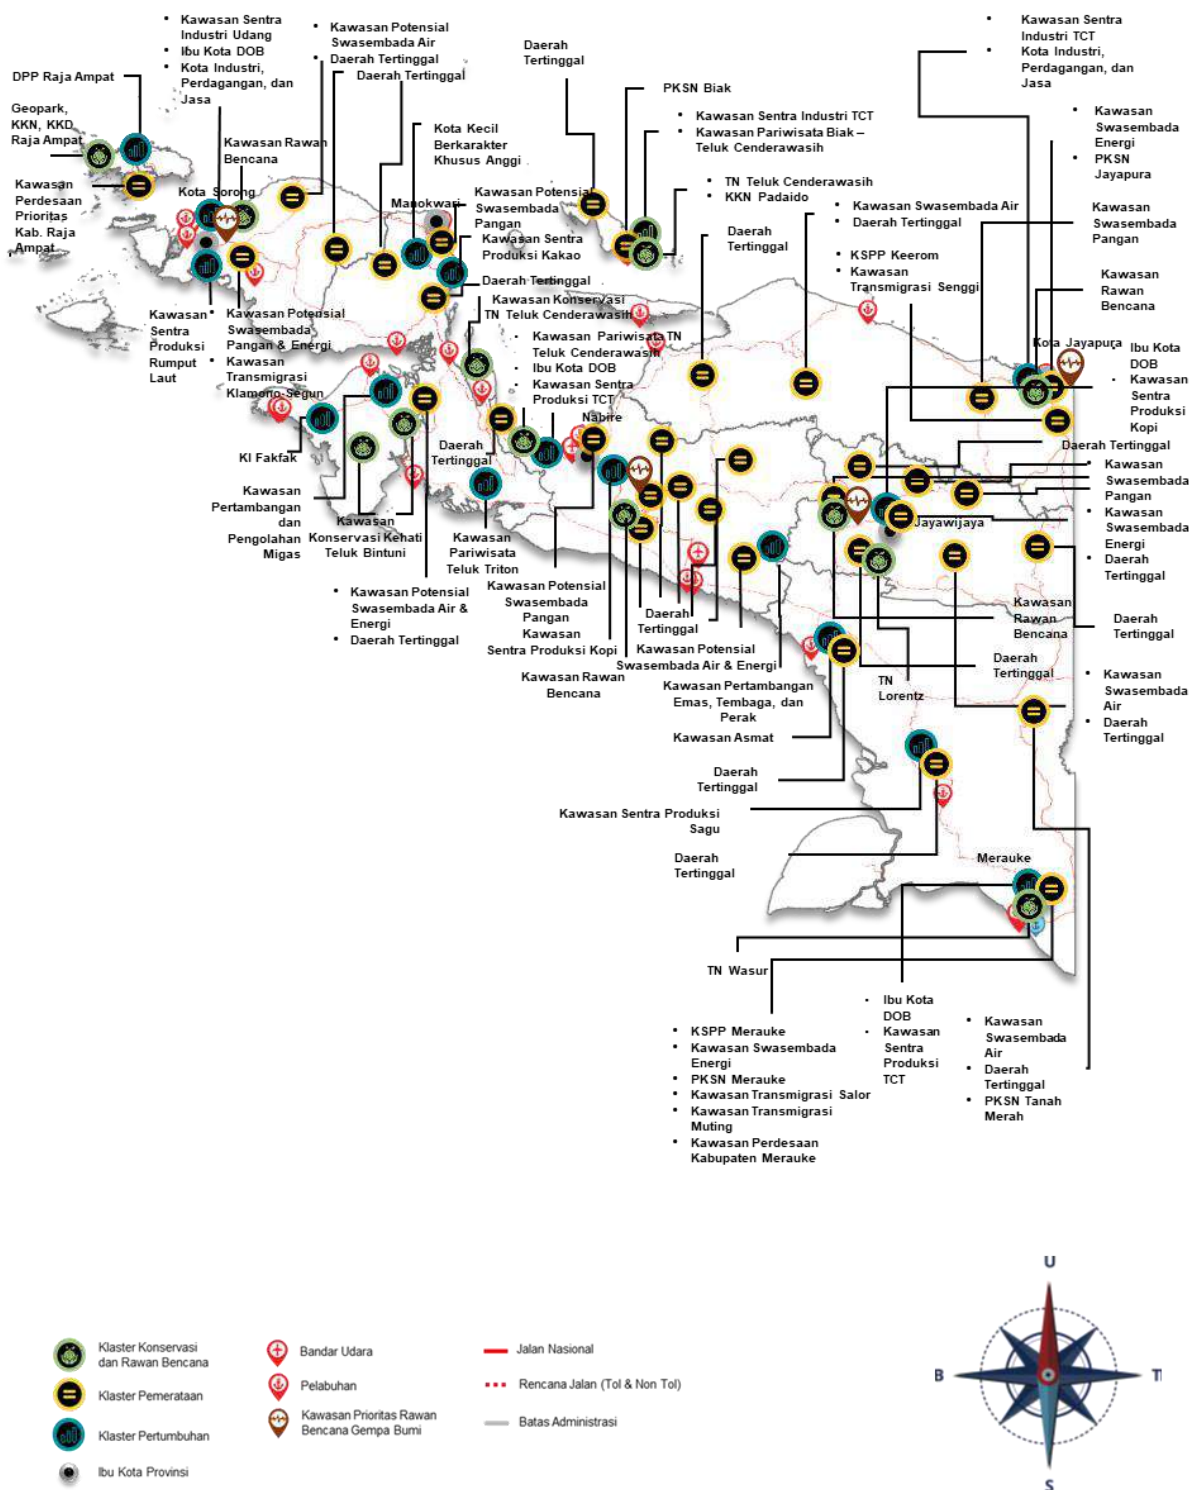 • Kawasan Sentra
Industri Udang
• Ibu Kota DOB
• Kota Industri,
Perdagangan, dan
Jasa
• Kawasan Potensial
Swasembada Air
• Daerah Tertinggal
Daerah Tertinggal
Daerah
Tertinggal
• Kawasan Sentra
Industri TCT
• Kota Industri,
Perdagangan, dan
Jasa
DPP Raja Ampat
Geopark,
KKN, KKD
Raja Ampat
Kawasan Rawan
Bencana
Kota Kecil
Berkarakter
Khusus Anggi
PKSN Biak
• Kawasan Sentra Industri TCT
• Kawasan Pariwisata Biak –
Teluk Cenderawasih
• Kawasan
Swasembada
Energi
• PKSN
Jayapura
Kawasan
Perdesaan
Prioritas
Kab. Raja
Ampat
Kota Sorong
Manokwari
Kawasan Potensial
Swasembada
Pangan
• Kawasan Sentra
Produksi Kakao
• TN Teluk Cenderawasih
• KKN Padaido
Daerah
Tertinggal
• Kawasan Swasembada Air
• Daerah Tertinggal
• KSPP Keerom
• Kawasan
Transmigrasi Senggi
Kawasan
Swasembada
Pangan
Kawasan
Rawan
Bencana
Daerah Tertinggal
Kawasan Konservasi
TN Teluk Cenderawasih
Kawasan
Sentra
Produksi
Rumput
Laut
• Kawasan Potensial
Swasembada
Pangan & Energi
• Kawasan
Transmigrasi
Klamono-Segun
• Kawasan Pariwisata TN
Teluk Cenderawasih
• Ibu Kota DOB
• Kawasan Sentra
Produksi TCT
Nabire
Kota Jayapura
• Ibu Kota
DOB
• Kawasan
Sentra
Produksi
Kopi
KI Fakfak
Daerah
Tertinggal
Daerah Tertinggal
• Kawasan
Swasembada
Pangan
• Kawasan
Swasembada
Energi
• Daerah
Tertinggal
Jayawijaya
Kawasan
Pertambangan
dan
Pengolahan
Migas
Kawasan
Konservasi Kehati
Teluk Bintuni
Kawasan
Pariwisata
Teluk Triton
• Kawasan Potensial
Swasembada Air &
Energi
• Daerah Tertinggal
Kawasan Potensial
Swasembada
Pangan
Kawasan
Sentra Produksi Kopi
Kawasan Rawan
Bencana
Daerah
Tertinggal
Kawasan Potensial
Swasembada Air & Energi
Kawasan Pertambangan
Emas, Tembaga, dan
Perak
Kawasan
Rawan
Bencana
Daerah
Tertinggal
Daerah
Tertinggal
TN
Lorentz
• Kawasan
Swasembada
Air
• Daerah
Tertinggal
Kawasan Asmat
Daerah
Tertinggal
Kawasan Sentra Produksi
Sagu
Daerah
Tertinggal
Merauke
TN Wasur
• KSPP Merauke
• Kawasan Swasembada
Energi
• PKSN Merauke
• Kawasan Transmigrasi Salor
• Kawasan Transmigrasi
Muting
• Kawasan Perdesaan
Kabupaten Merauke
• Ibu Kota
DOB
• Kawasan
Sentra
Produksi
TCT
• Kawasan
Swasembada
Air
• Daerah
Tertinggal
• PKSN Tanah
Merah
Klaster Konservasi
dan Rawan Bencana
Klaster Pemerataan
Klaster Pertumbuhan
Ibu Kota Provinsi
Bandar Udara
Pelabuhan
Kawasan Prioritas Rawan
Bencana Gempa Bumi
Jalan Nasional
Rencana Jalan (Tol & Non Tol)
Batas Administrasi
U
B
T
S